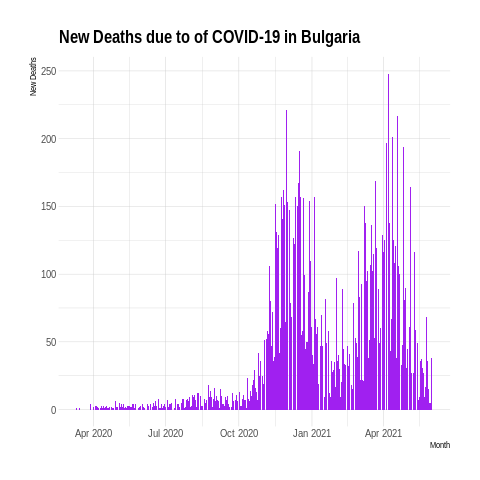 New Deaths due to of COVID-19 in Bulgaria
New Deaths
250
200
150
100
50
0
Apr 2020 Jul 2020 Oct 2020 Jan 2021 Apr 2021
Month